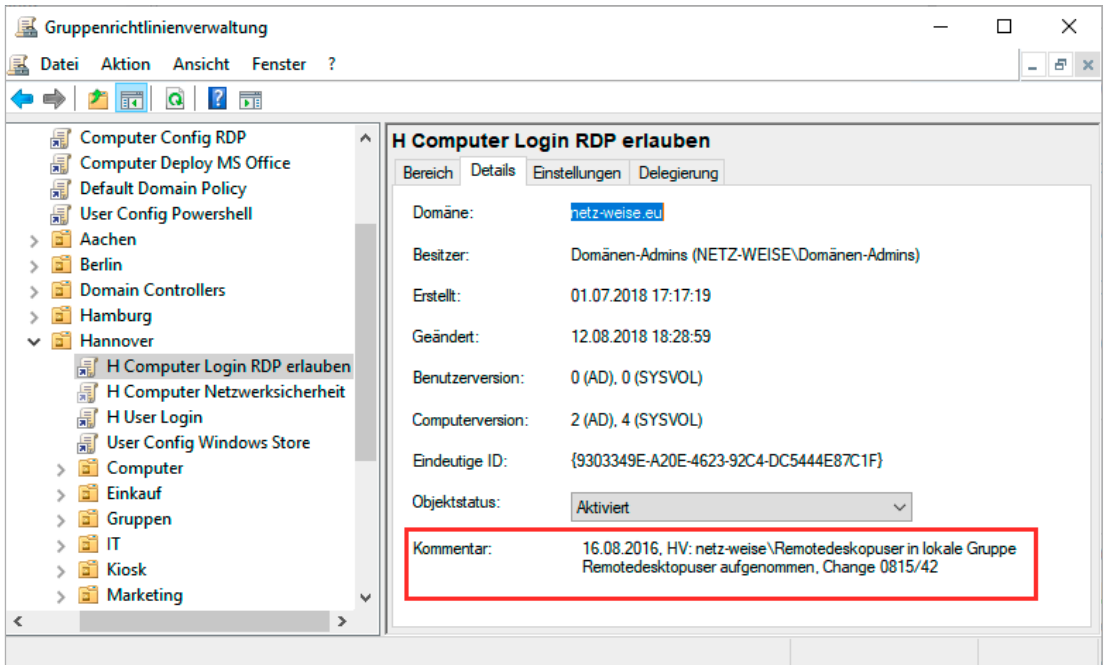 Gruppenrichtlinienverwaltung
Datei Aktion Ansicht Fenster ?
Computer Config RDP
Computer Deploy MS Office
Default Domain Policy
User Config Powershell
Aachen
Berlin
Domain Controllers
Hamburg
Hannover
H Computer Login RDP erlauben
H Computer Netzwerksicherheit
H User Login
User Config Windows Store
Computer
Einkauf
Gruppen
IT
Kiosk
Marketing
H Computer Login RDP erlauben
Bereich Details Einstellungen Delegierung
Domäne: netz-weise.eu
Besitzer: Domänen-Admins (NETZ-WEISE\Domänen-Admins)
Erstellt: 01.07.2018 17:17:19
Geändert: 12.08.2018 18:28:59
Benutzerversion: 0 (AD), 0 (SYSVOL)
Computerversion: 2 (AD), 4 (SYSVOL)
Eindeutige ID: {9303349E-A20E-4623-92C4-DC5444E87C1F}
Objektstatus: Aktiviert
Kommentar: 16.08.2016, HV: netz-weise\Remotedeskopuser in lokale Gruppe
Remotedesktopuser aufgenommen, Change 0815/42